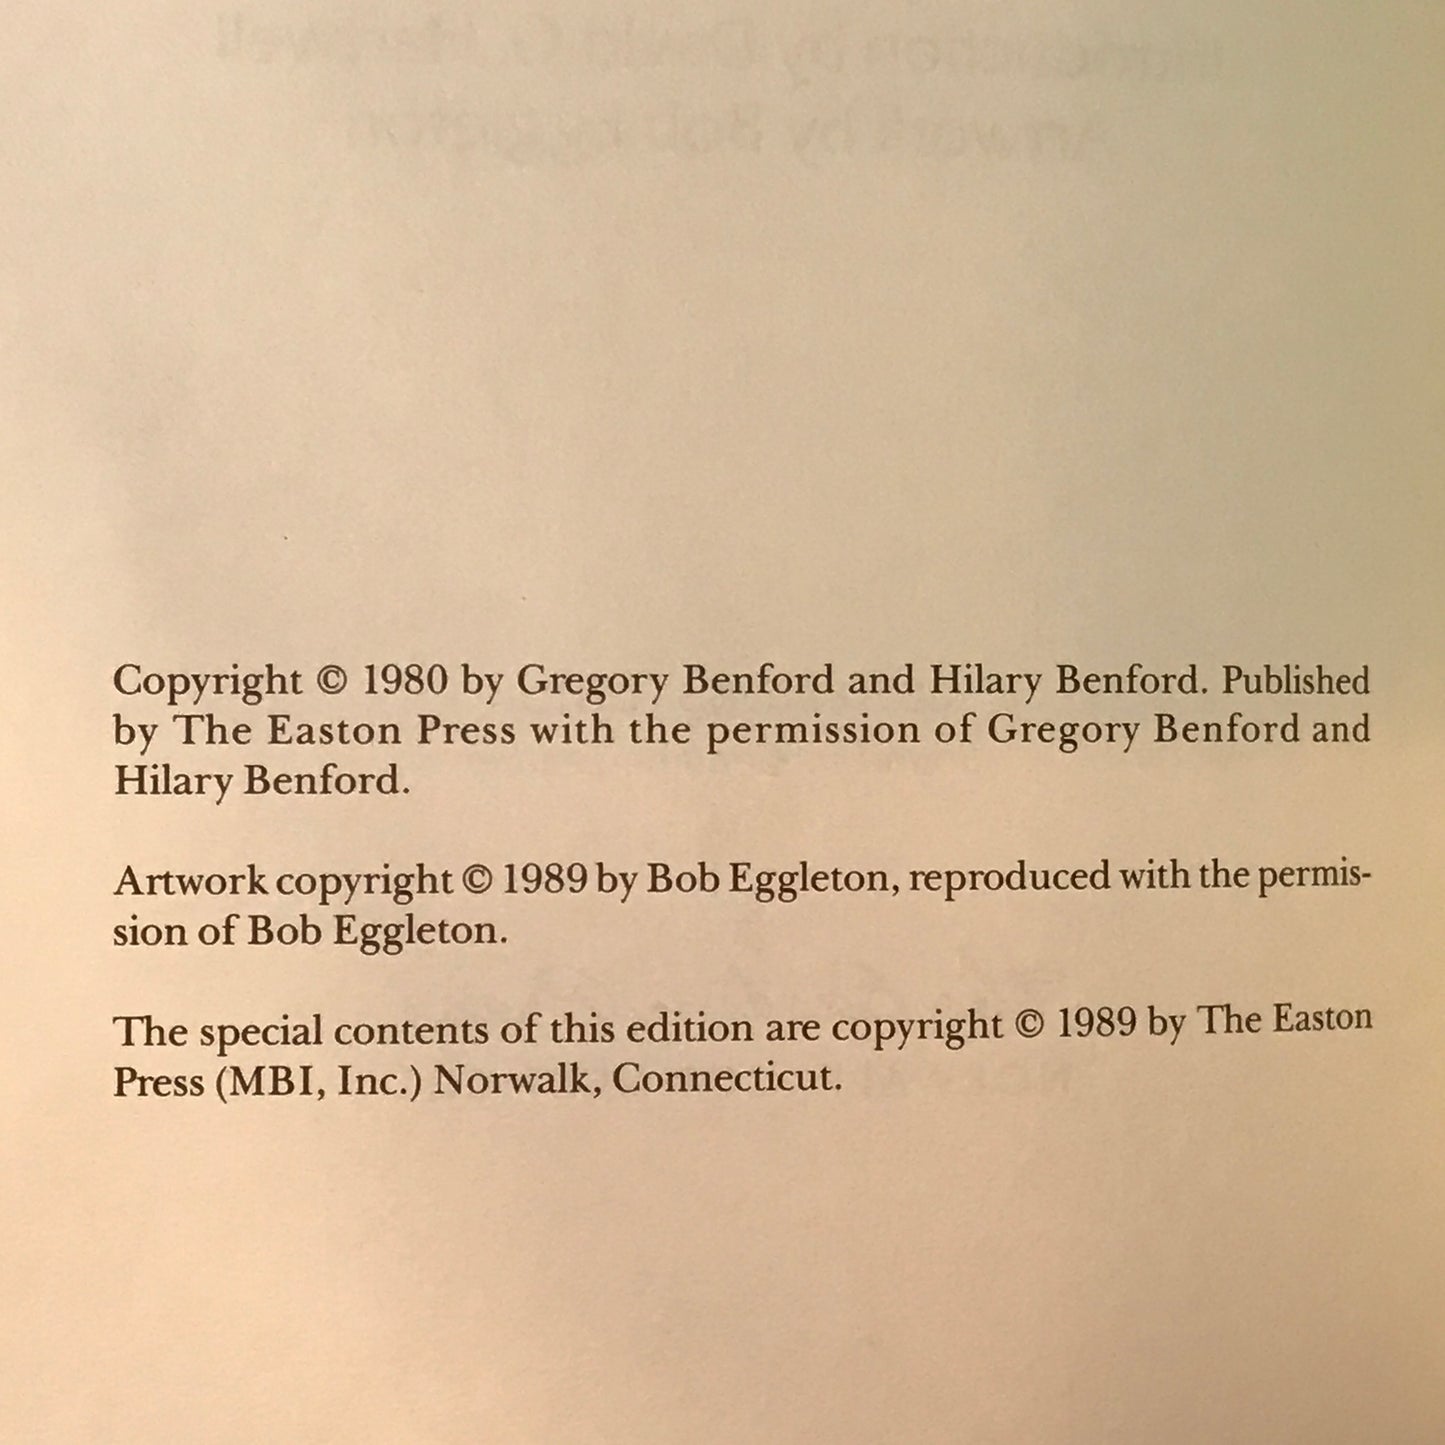 Copyright © 1980 by Gregory Benford and Hilary Benford. Published
by The Easton Press with the permission of Gregory Benford and
Hilary Benford.
Artwork copyright © 1989 by Bob Eggleton, reproduced with the permis-
sion of Bob Eggleton.
The special contents of this edition are copyright © 1989 by The Easton
Press (MBI, Inc.) Norwalk, Connecticut.